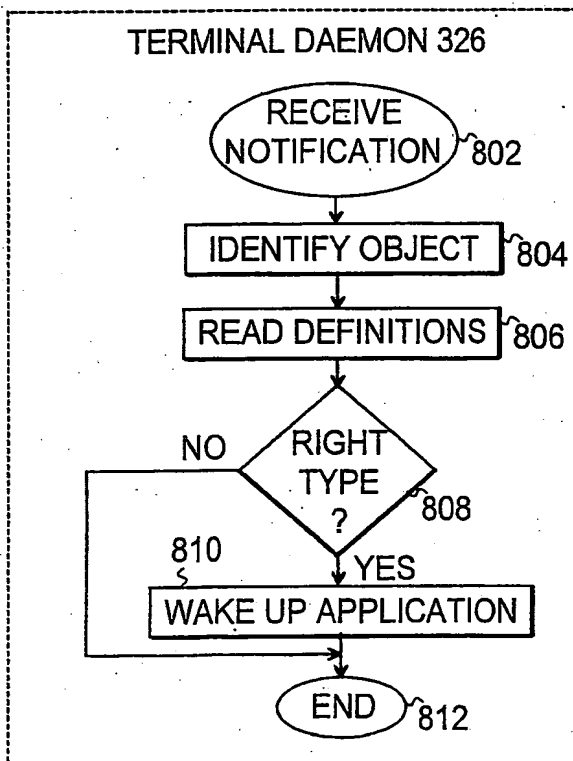 TERMINAL DAEMON 326
RECEIVE
NOTIFICATION
802
IDENTIFY OBJECT
804
READ DEFINITIONS
806
NO
RIGHT
TYPE
?
808
810
YES
WAKE UP APPLICATION
END
812